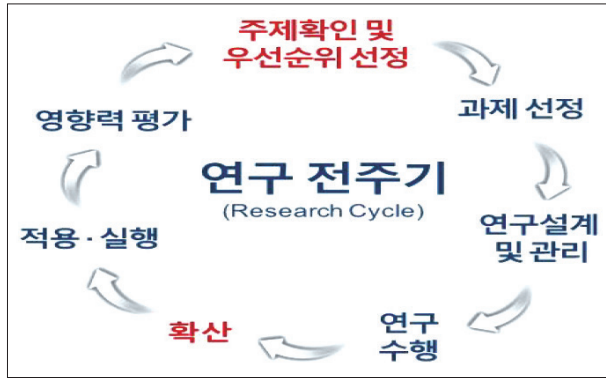 주제확인 및
우선순위 선정
과제 선정
연구설계
및 관리
연구
수행
확산
적용·실행
영향력 평가
연구 전주기
(Research Cycle)